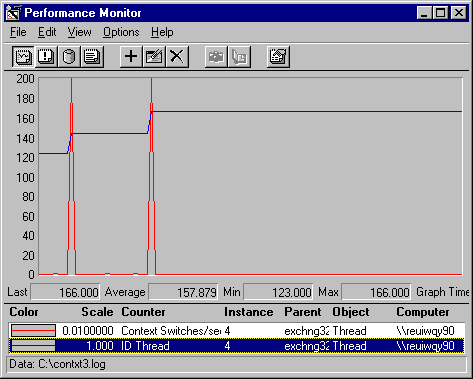 Performance Monitor
File Edit View Options Help
200
180
160
140
120
100
80
60
40
20
0
Last 166.000 Average 157.879 Min 123.000 Max 166.000 Graph Time
Color Scale Counter Instance Parent Object Computer
0.0100000 Context Switches/sec 4 exchng32 Thread \\reuiwqy90
1.000 ID Thread 4 exchng32 Thread \\reuiwqy90
Data: C:\contxt3.log